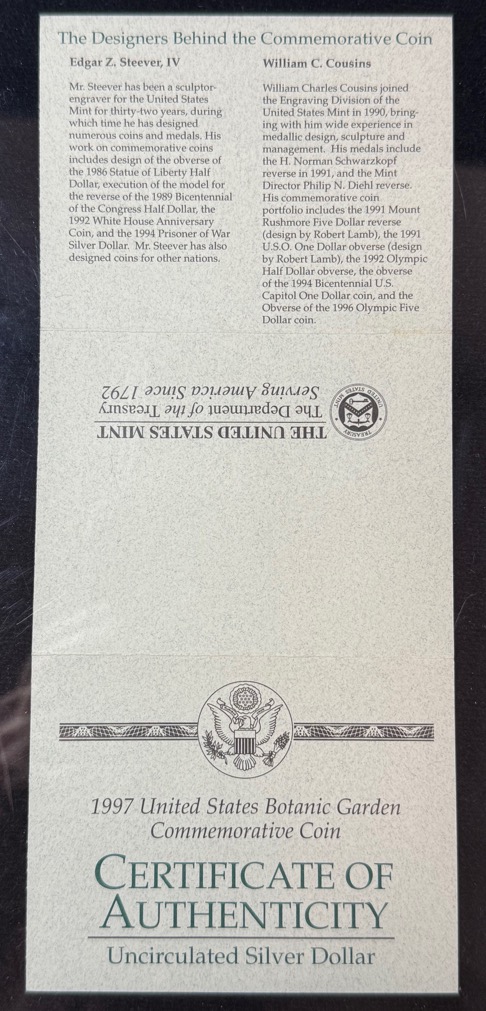 The Designers Behind the Commemorative Coin
Edgar Z. Steever, IV
Mr. Steever has been a sculptor-
engraver for the United States
Mint for thirty-two years, during
which time he has designed
numerous coins and medals. His
work on commemorative coins
includes design of the obverse of
the 1986 Statue of Liberty Half
Dollar, execution of the model for
the reverse of the 1989 Bicentennial
of the Congress Half Dollar, the
1992 White House Anniversary
Coin, and the 1994 Prisoner of War
Silver Dollar. Mr. Steever has also
designed coins for other nations.
William C. Cousins
William Charles Cousins joined
the Engraving Division of the
United States Mint in 1990, bring-
ing with him wide experience in
medallic design, sculpture and
management. His medals include
the H. Norman Schwarzkopf
reverse in 1991, and the Mint
Director Philip N. Diehl reverse.
His commemorative coin
portfolio includes the 1991 Mount
Rushmore Five Dollar reverse
(design by Robert Lamb), the 1991
U.S.O. One Dollar obverse (design
by Robert Lamb), the 1992 Olympic
Half Dollar obverse, the obverse
of the 1994 Bicentennial U.S.
Capitol One Dollar coin, and the
Obverse of the 1996 Olympic Five
Dollar coin.
THE UNITED STATES MINT
The Department of the Treasury
Serving America Since 1792
1997 United States Botanic Garden
Commemorative Coin
CERTIFICATE OF
AUTHENTICITY
Uncirculated Silver Dollar